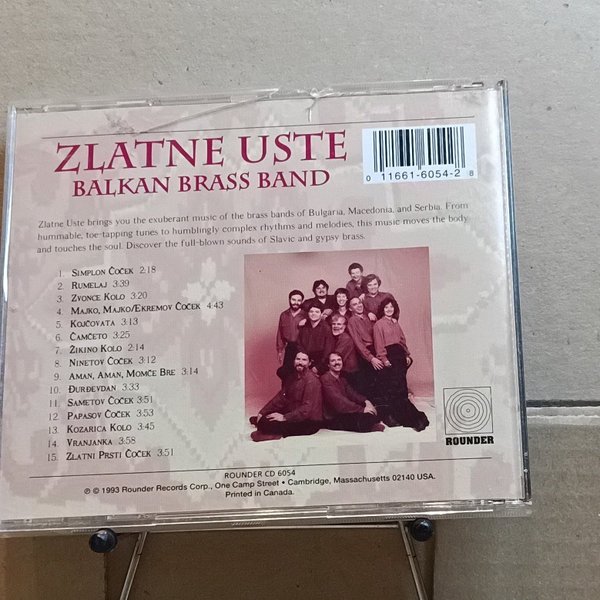 ZLATNE USTE
BALKAN BRASS BAND
0 11661-6054-2 8
Zlatne Uste brings you the exuberant music of the brass bands of Bulgaria, Macedonia, and Serbia. From
hummable, toe-tapping tunes to humblingly complex rhythms and melodies, this music moves the body
and touches the soul. Discover the full-blown sounds of Slavic and gypsy brass.
1. SIMPLON ČOČEK 2:18
2. RUMELAJ 3:39
3. ZVONCE KOLO 3:20
4. MAJKO, MAJKO/EKREMOV ČOČEK 4:43
5. KOJČOVATA 3:13
6. ČAMČETO 3:25
7. ŽIKINO KOLO 2:14
8. NINETOV ČOČEK 3:12
9. AMAN, AMAN, MOMČE BRE 3:14
10. ĐURĐEVDAN 3:33
11. SAMETOV ČOČEK 3:51
12. PAPASOV ČOČEK 3:53
13. KOZARICA KOLO 3:45
14. VRANJANKA 3:58
15. ZLATNI PRSTI ČOČEK 3:51
ROUNDER
ROUNDER CD 6054
℗ © 1993 Rounder Records Corp., One Camp Street • Cambridge, Massachusetts 02140 USA.
Printed in Canada.